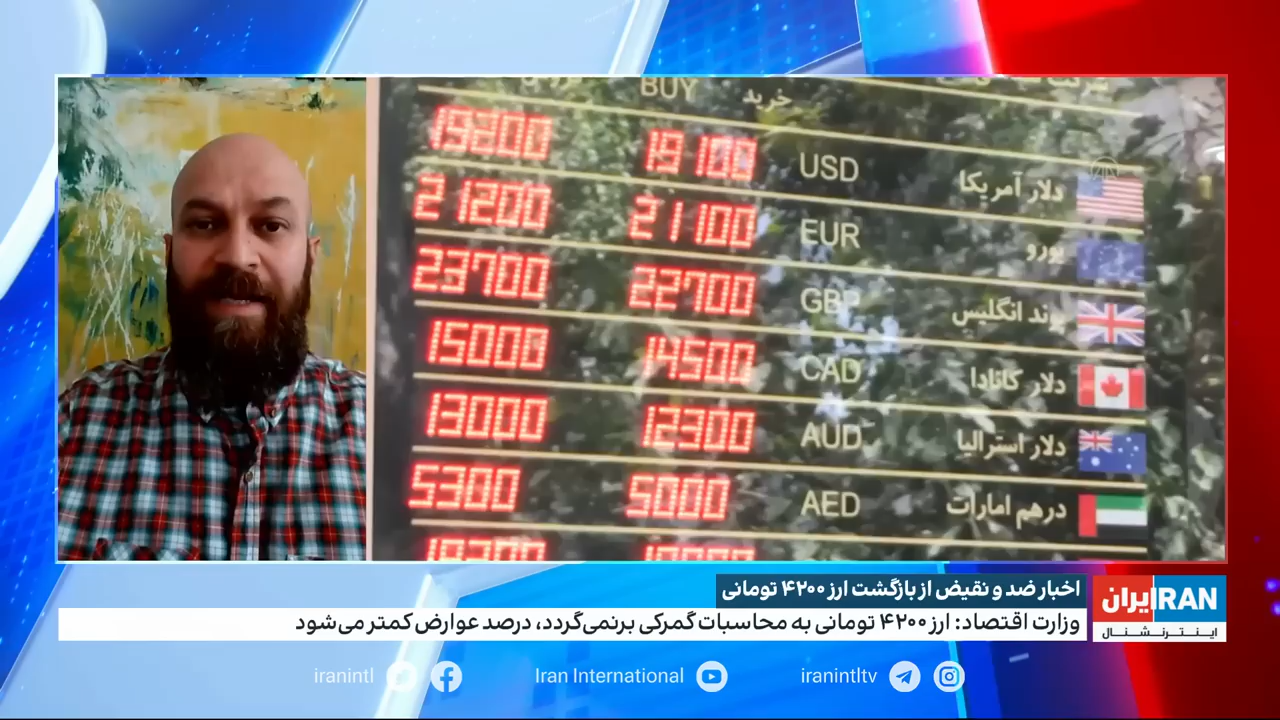 BUY خرید
19200 19100 USD دلار آمریکا
21200 21100 EUR یورو
23700 22700 GBP پوند انگلیس
15000 14500 CAD دلار کانادا
13000 12300 AUD دلار استرالیا
5300 5000 AED درهم امارات
اخبار ضد و نقیض از بازگشت ارز ۴۲۰۰ تومانی
وزارت اقتصاد: ارز ۴۲۰۰ تومانی به محاسبات گمرکی برنمی‌گردد، درصد عوارض کمتر می‌شود
ایران IRAN
اینترنشنال
iranintl Iran International iranintltv